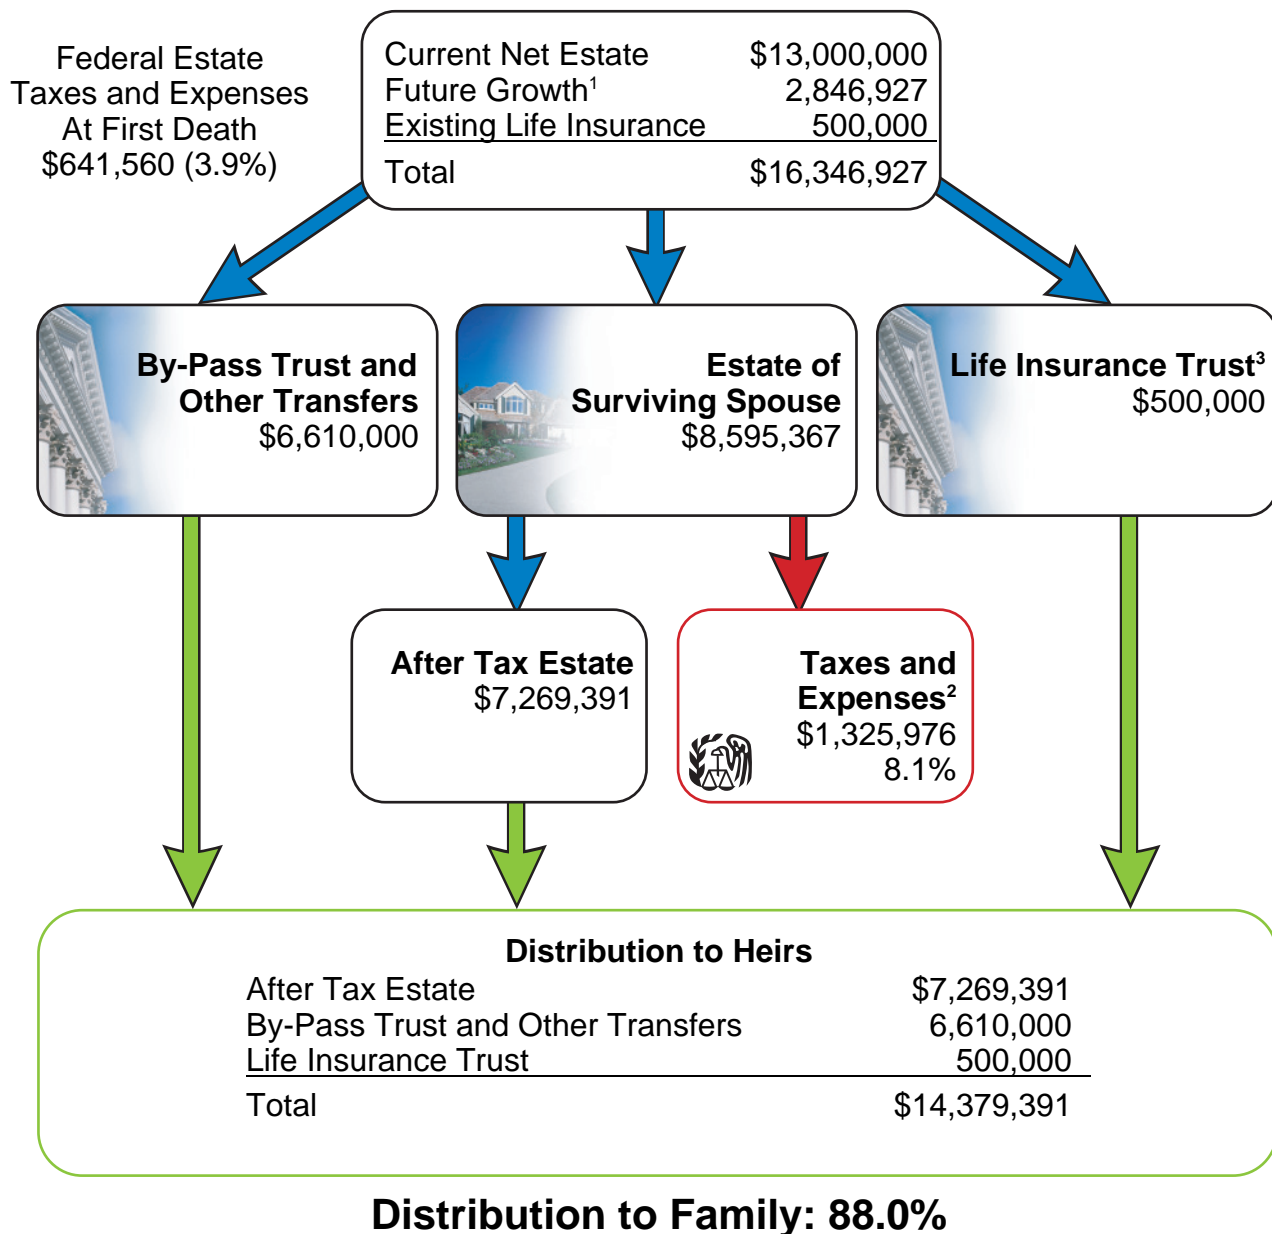 Federal Estate
Taxes and Expenses
At First Death
$641,560 (3.9%)
Current Net Estate $13,000,000
Future Growth¹ 2,846,927
Existing Life Insurance 500,000
Total $16,346,927
By-Pass Trust and
Other Transfers
$6,610,000
Estate of
Surviving Spouse
$8,595,367
Life Insurance Trust³
$500,000
After Tax Estate
$7,269,391
Taxes and
Expenses²
$1,325,976
8.1%
Distribution to Heirs
After Tax Estate $7,269,391
By-Pass Trust and Other Transfers 6,610,000
Life Insurance Trust 500,000
Total $14,379,391
Distribution to Family: 88.0%